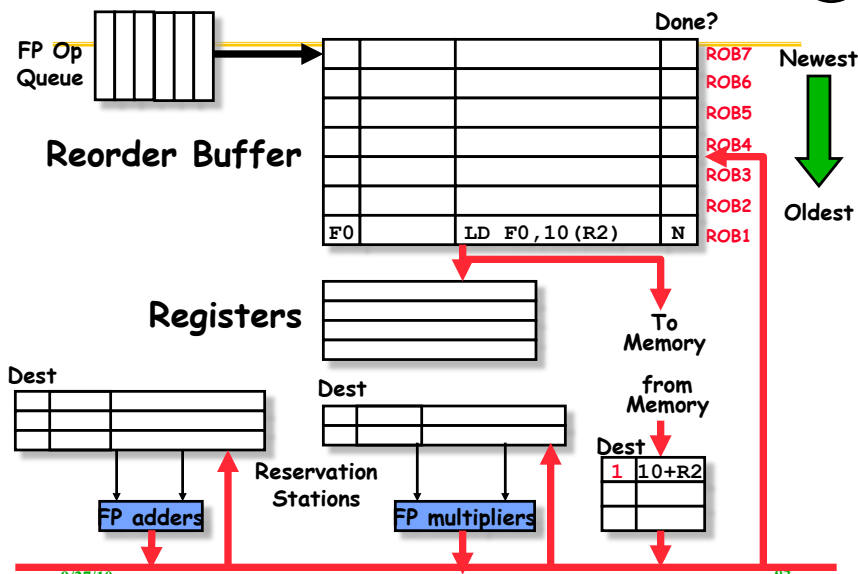 Done?
FP Op
Queue
ROB7
Newest
ROB6
ROB5
Reorder Buffer
ROB4
ROB3
ROB2
Oldest
F0 LD F0,10(R2) N ROB1
Registers
To
Memory
Dest
Dest
from
Memory
Dest
1 10+R2
Reservation
Stations
FP adders
FP multipliers